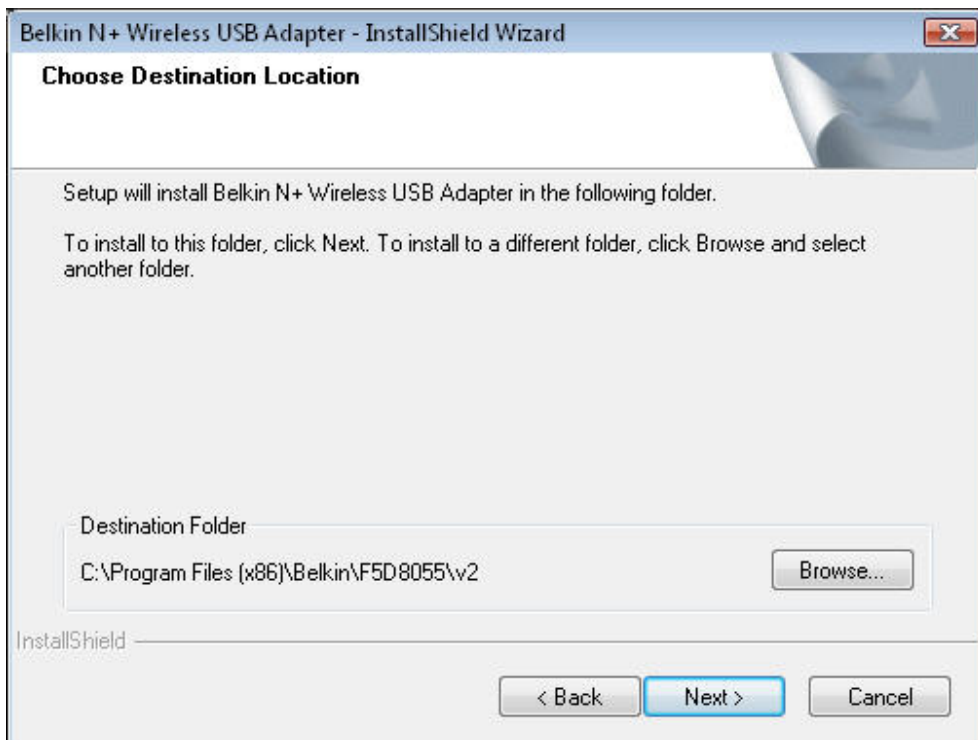 Belkin N+ Wireless USB Adapter - InstallShield Wizard
Choose Destination Location
Setup will install Belkin N+ Wireless USB Adapter in the following folder.
To install to this folder, click Next. To install to a different folder, click Browse and select
another folder.
Destination Folder
C:\Program Files (x86)\Belkin\F5D8055\v2
Browse...
InstallShield
< Back
Next >
Cancel